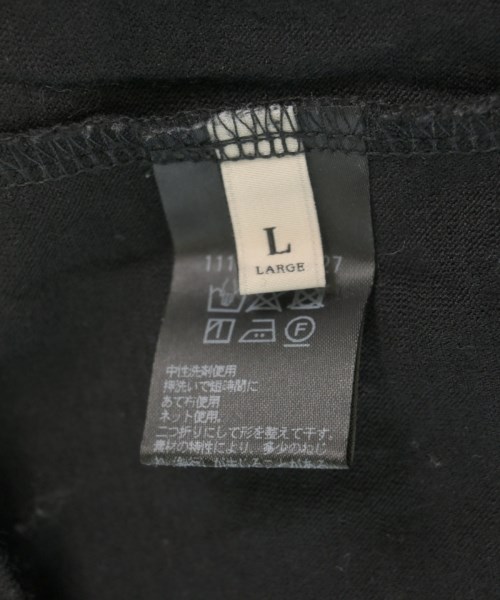 L
LARGE
111 27
F
中性洗剤使用
押洗いで短時間に
あて布使用
ネット使用。
二つ折りにして形を整えて干す。
素材の特性により、多少のねじ